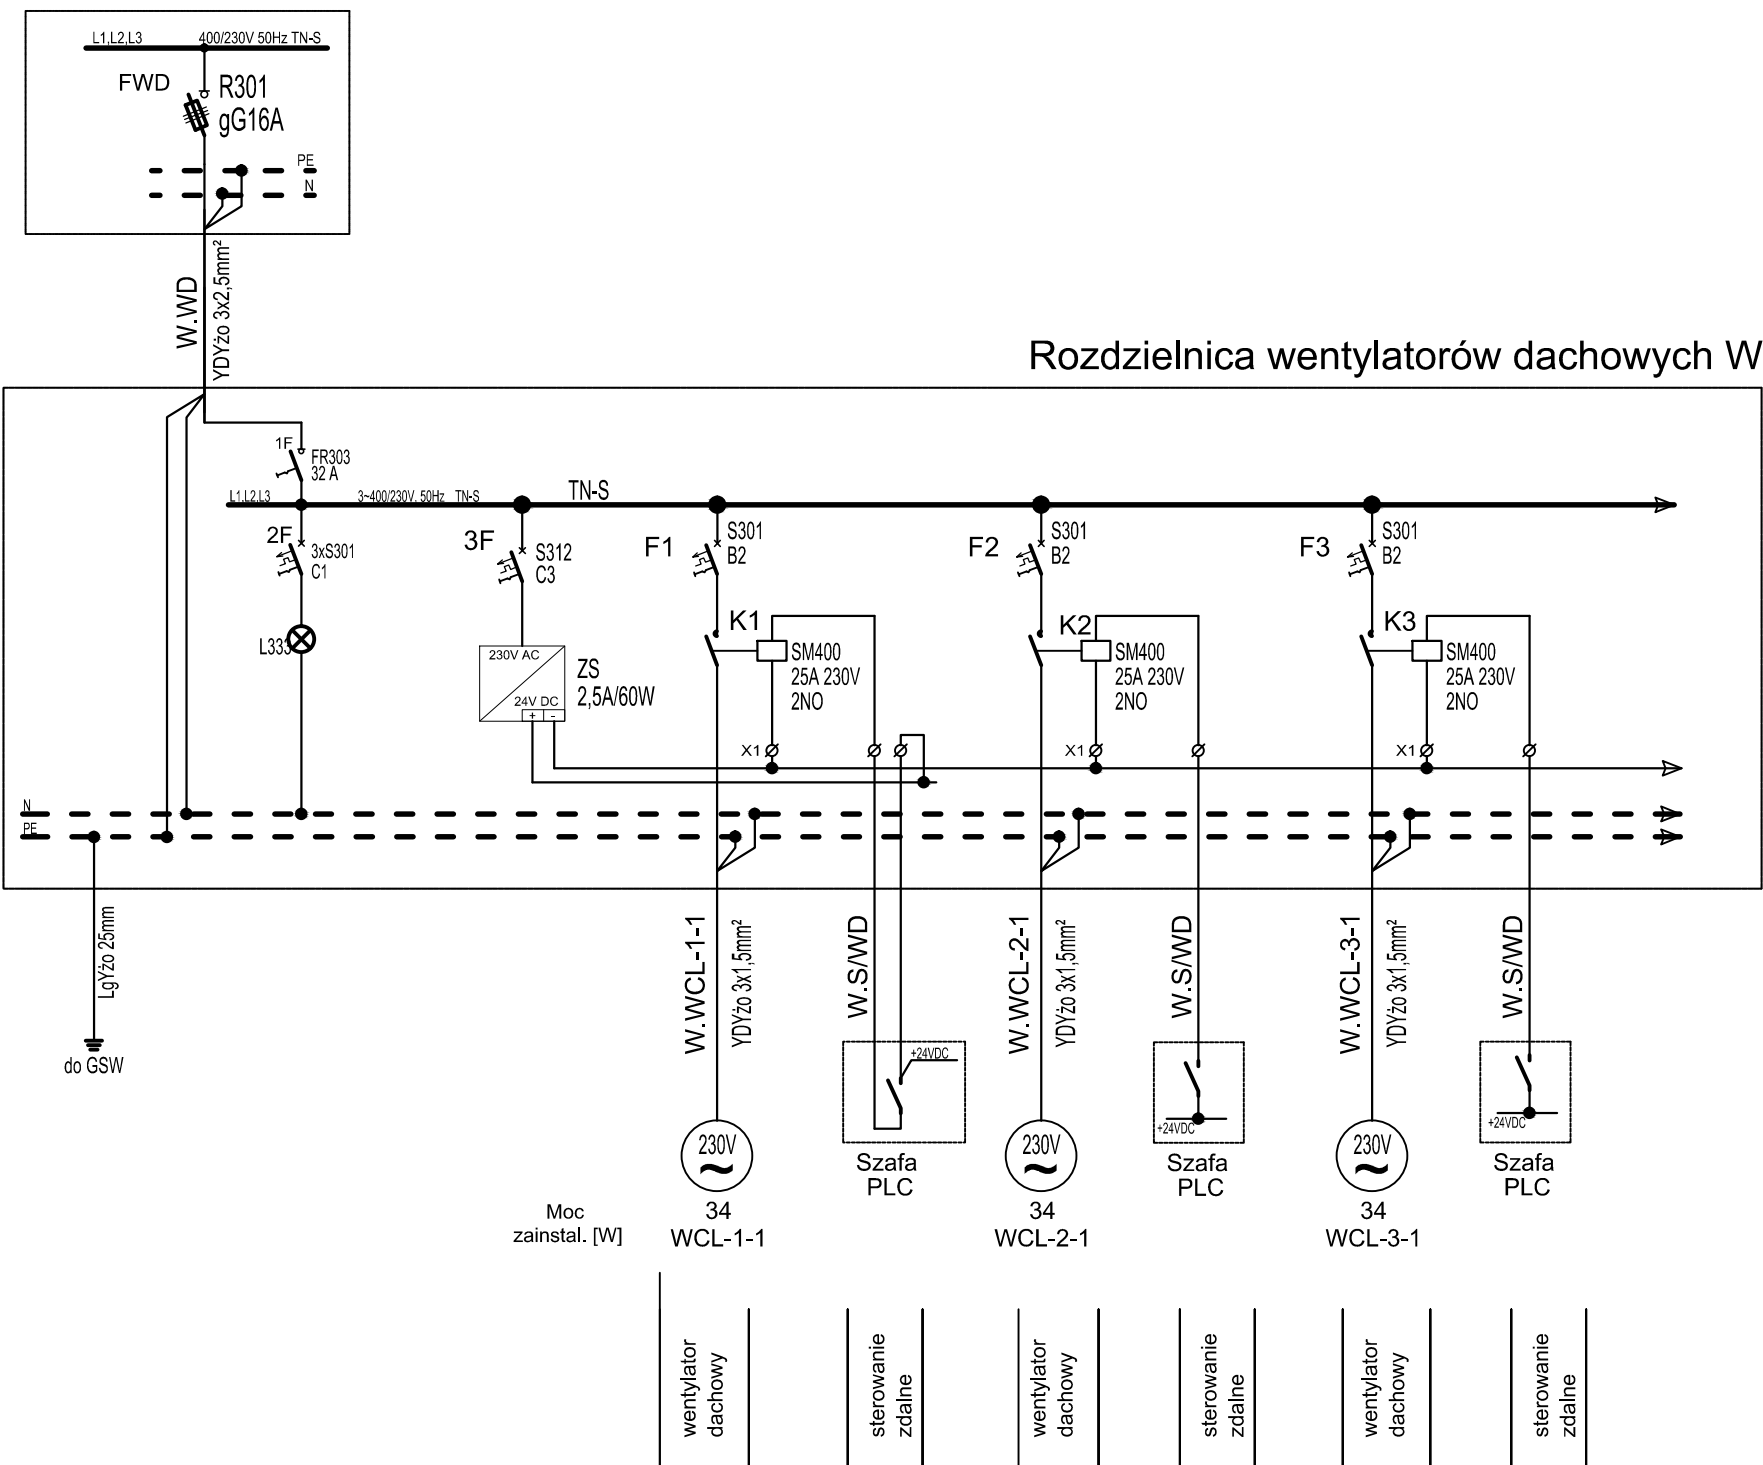 L1,L2,L3
400/230V 50Hz TN-S
FWD
R301
gG16A
PE
N
W.WD
YDYżo 3x2,5mm²
Rozdzielnica wentylatorów dachowych W
1F
FR303
32 A
L1.L2.L3
3~400/230V. 50Hz TN-S
TN-S
2F
3xS301
C1
3F
S312
C3
F1
S301
B2
F2
S301
B2
F3
S301
B2
L333
230V AC
24V DC
+ -
ZS
2,5A/60W
K1
SM400
25A 230V
2NO
K2
SM400
25A 230V
2NO
K3
SM400
25A 230V
2NO
X1
X1
X1
N
PE
LgYżo 25mm
do GSW
W.WCL-1-1
YDYżo 3x1,5mm²
W.S/WD
W.WCL-2-1
YDYżo 3x1,5mm²
W.S/WD
W.WCL-3-1
YDYżo 3x1,5mm²
W.S/WD
+24VDC
+24VDC
+24VDC
230V
~
Szafa
PLC
230V
~
Szafa
PLC
230V
~
Szafa
PLC
Moc
zainstal. [W]
34
WCL-1-1
34
WCL-2-1
34
WCL-3-1
wentylator
dachowy
sterowanie
zdalne
wentylator
dachowy
sterowanie
zdalne
wentylator
dachowy
sterowanie
zdalne